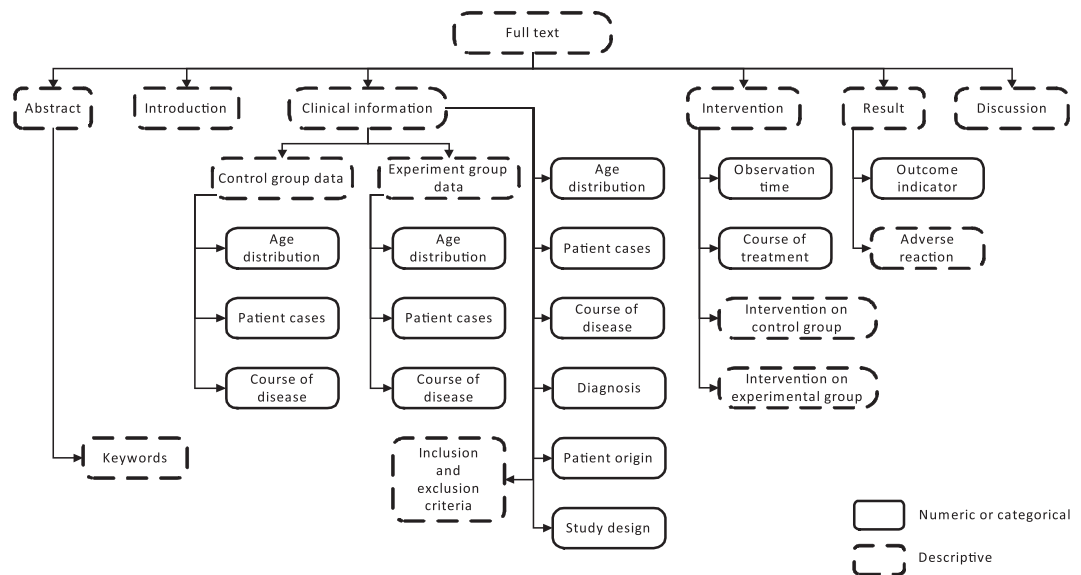 Full text
Abstract
Introduction
Clinical information
Intervention
Result
Discussion
Control group data
Experiment group
data
Age
distribution
Observation
time
Outcome
indicator
Age
distribution
Age
distribution
Patient cases
Course of
treatment
Adverse
reaction
Patient cases
Patient cases
Course of
disease
Intervention on
control group
Course of
disease
Course of
disease
Diagnosis
Intervention on
experimental group
Keywords
Inclusion
and
exclusion
criteria
Patient origin
Study design
Numeric or categorical
Descriptive